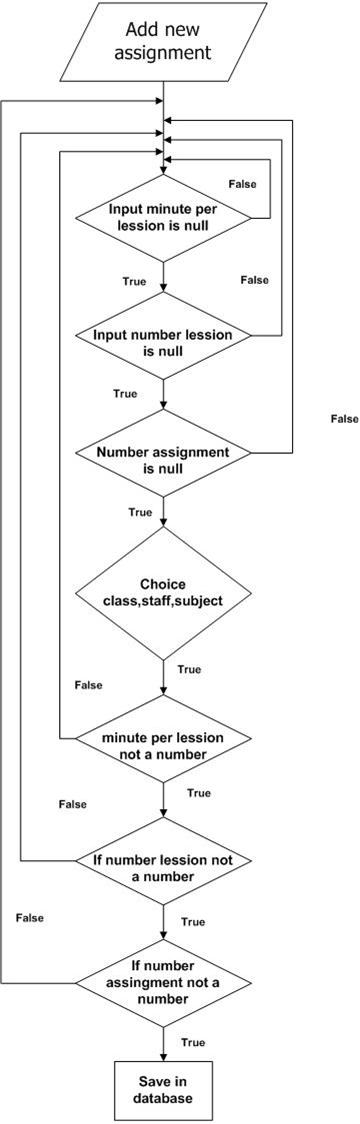 Add new
assignment
False
Input minute per
lession is null
True
False
Input number lession
is null
True
False
Number assignment
is null
True
Choice
class,staff,subject
True
False
minute per lession
not a number
True
False
If number lession not
a number
True
False
If number
assingment not a
number
True
Save in
database